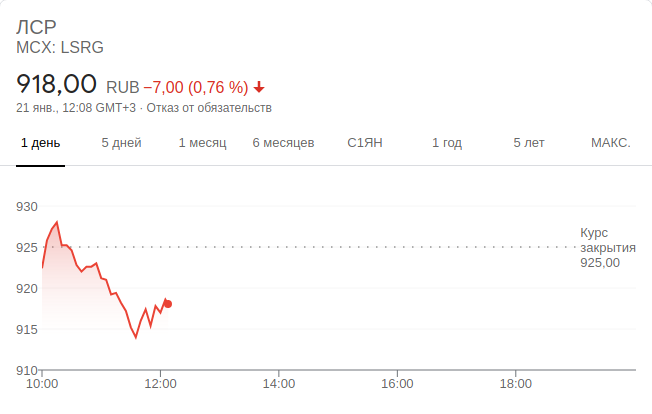 ЛСР
MCX: LSRG
918,00 RUB −7,00 (0,76 %)
21 янв., 12:08 GMT+3 · Отказ от обязательств
1 день 5 дней 1 месяц 6 месяцев С1ЯН 1 год 5 лет МАКС.
930
925
920
915
910
Курс
закрытия
925,00
10:00 12:00 14:00 16:00 18:00